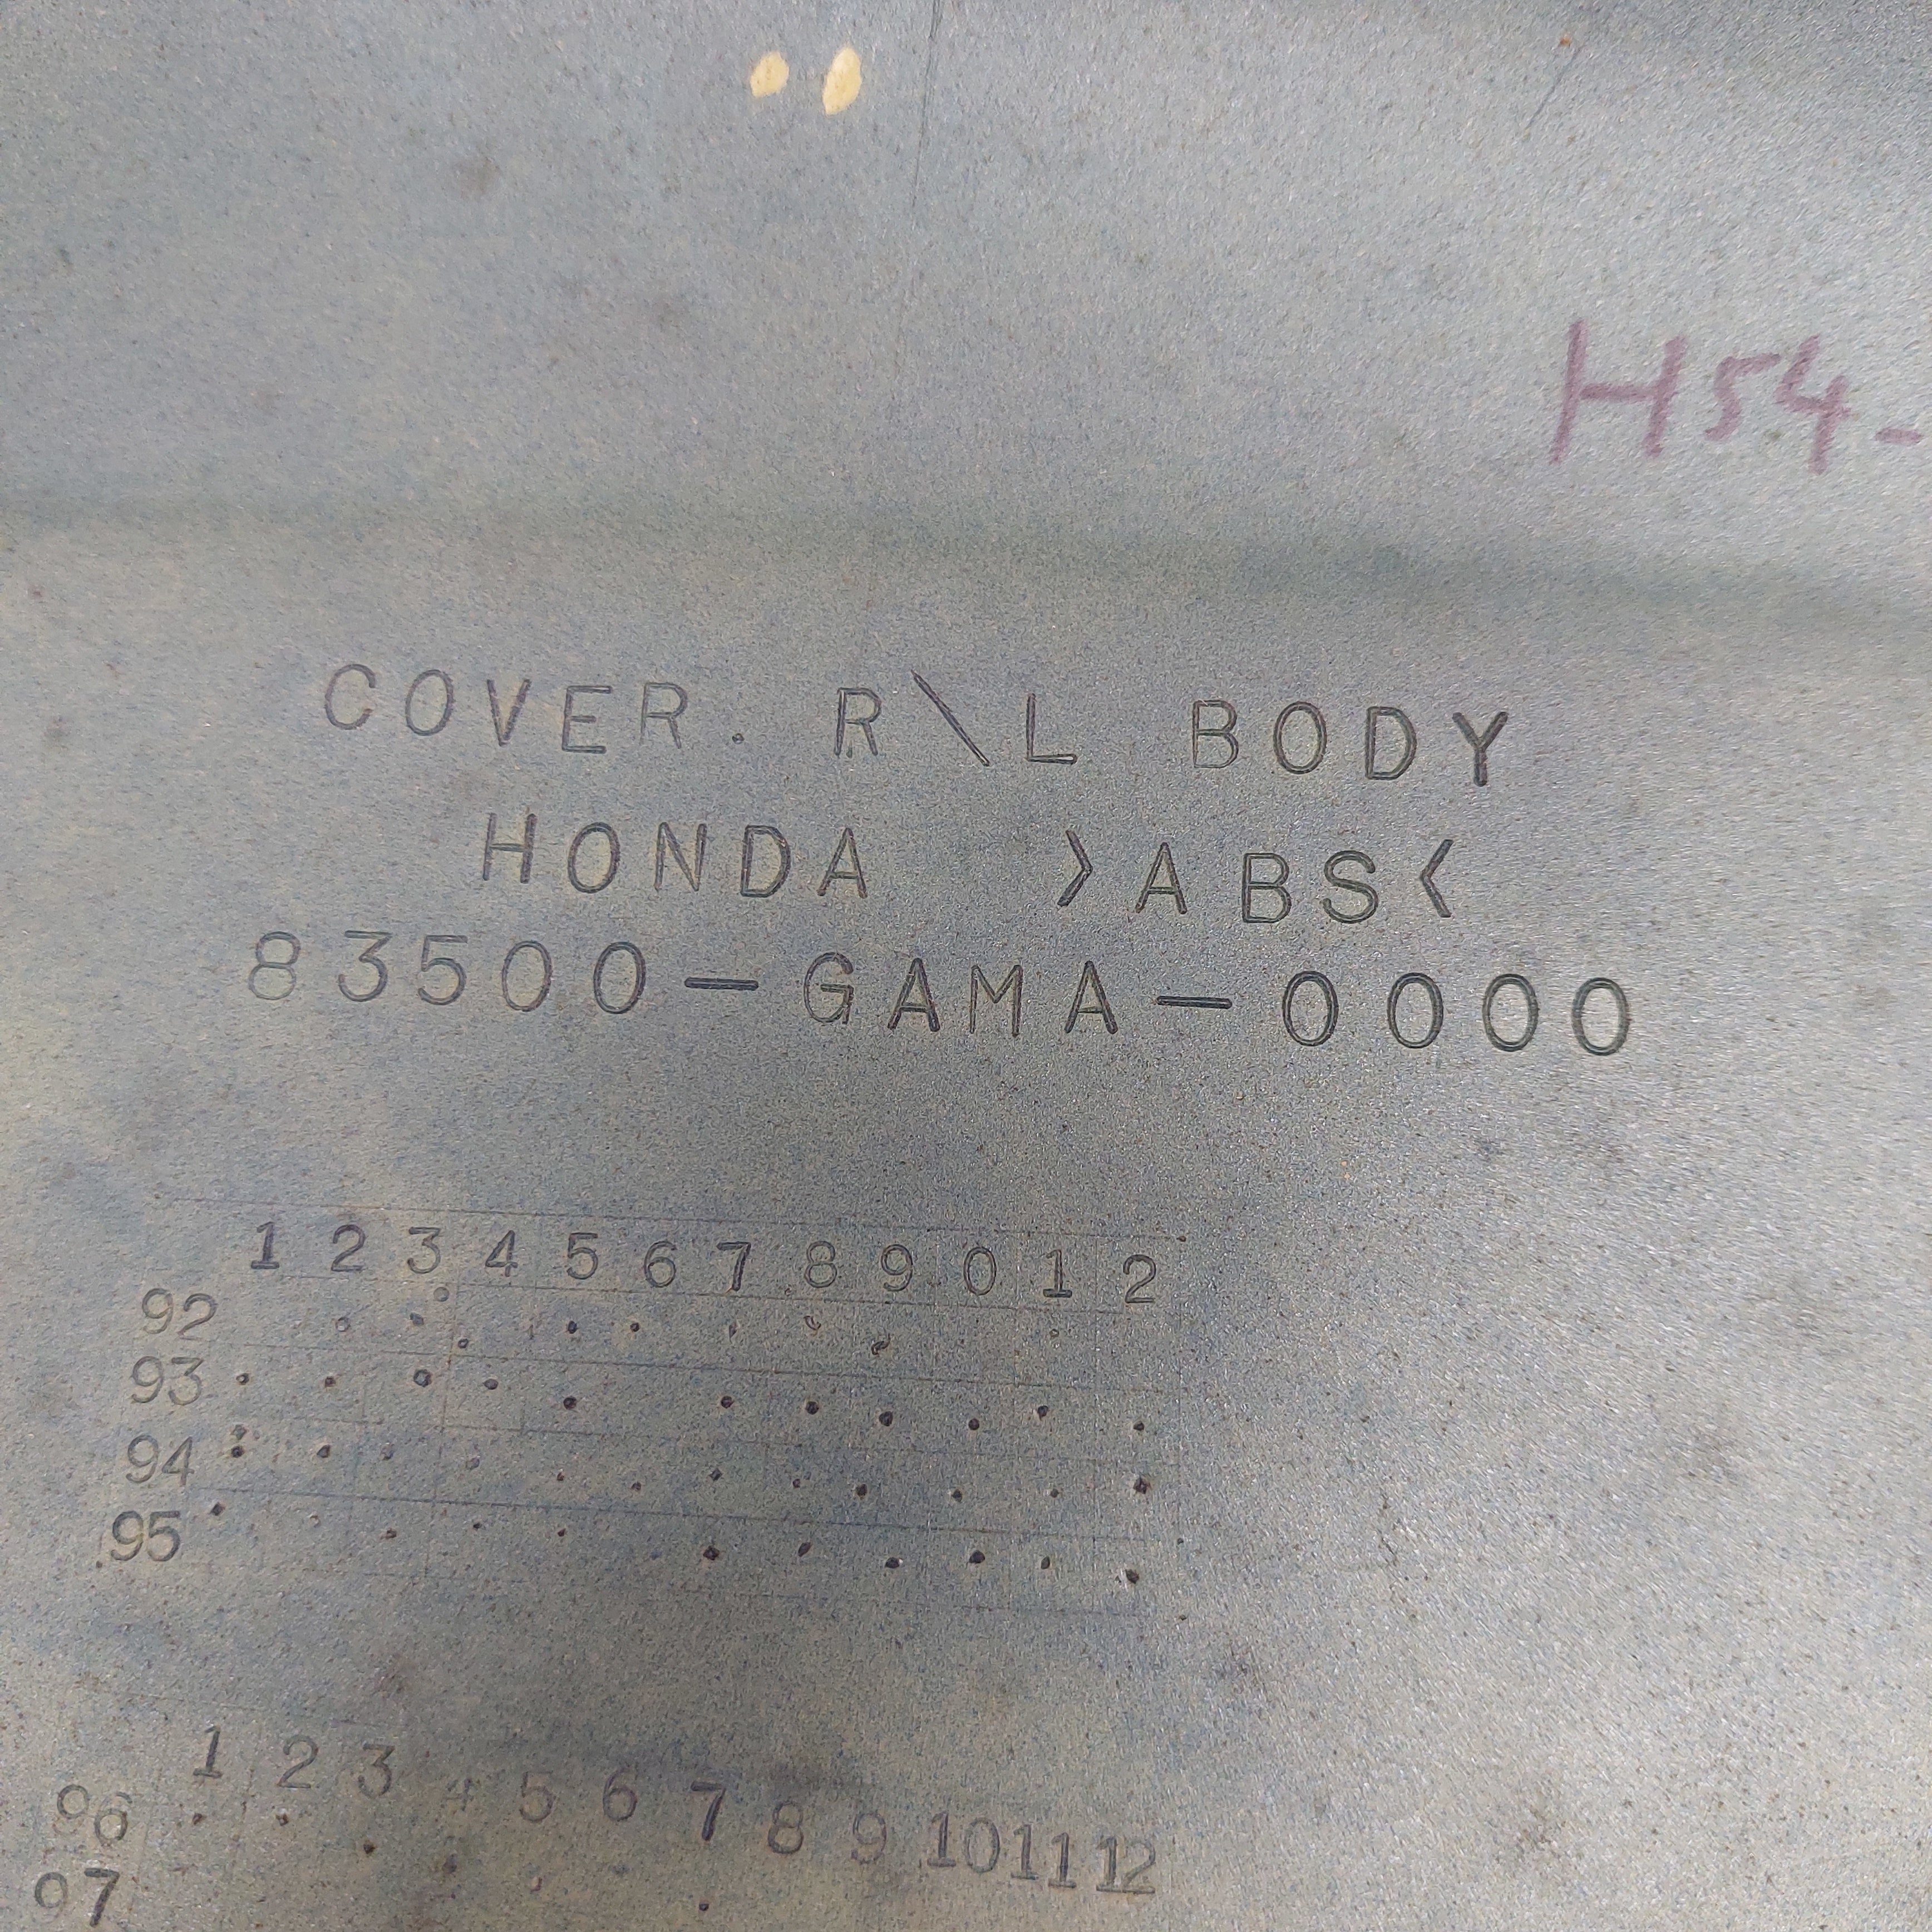 H54-
COVER. R\L BODY
HONDA >ABS<
83500-GAMA-0000
1 2 3 4 5 6 7 8 9 0 1 2
92
93
94
95
1 2 3 4 5 6 7 8 9 10 11 12
96
97